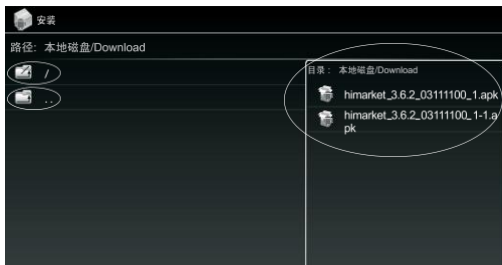 安装
路径: 本地磁盘/Download
/
..
目录: 本地磁盘/Download
himarket_3.6.2_03111100_1.apk
himarket_3.6.2_03111100_1-1.a
pk